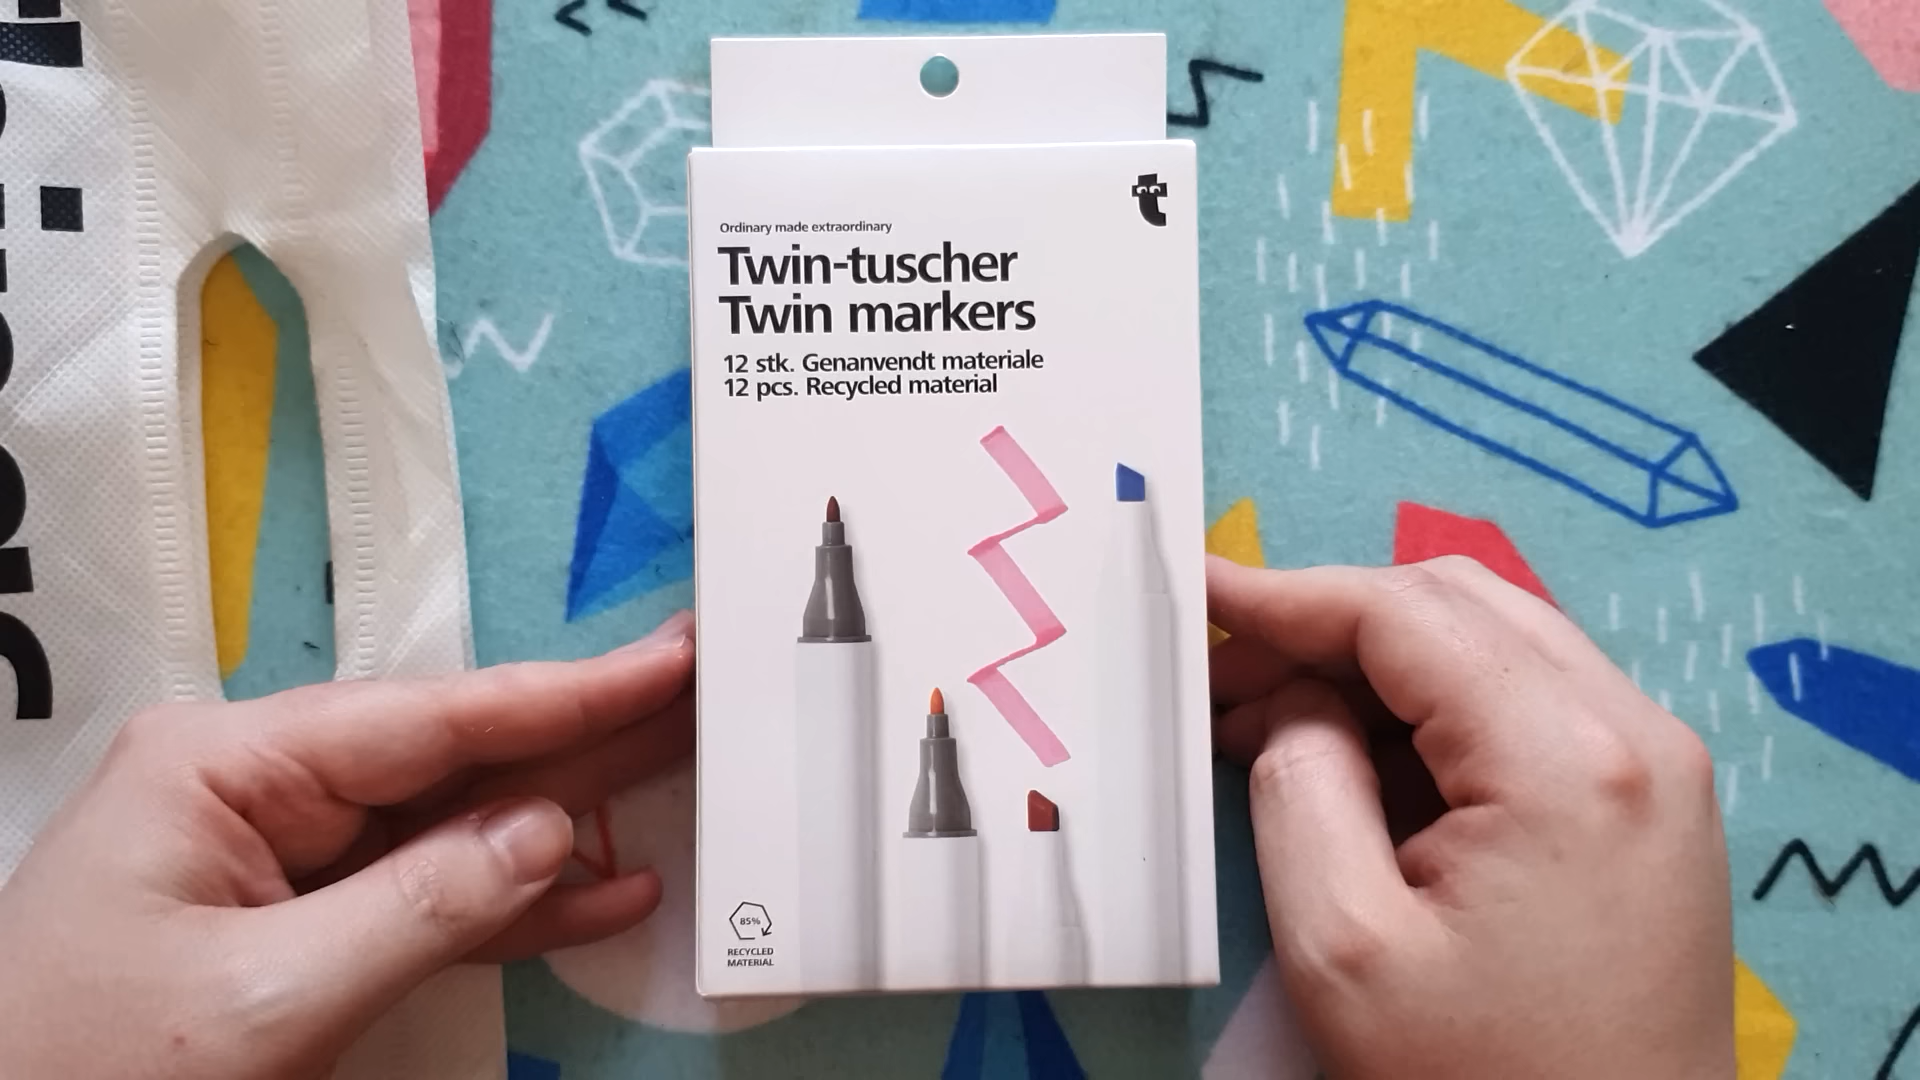 Ordinary made extraordinary
Twin-tuscher
Twin markers
12 stk. Genanvendt materiale
12 pcs. Recycled material
85%
RECYCLED
MATERIAL